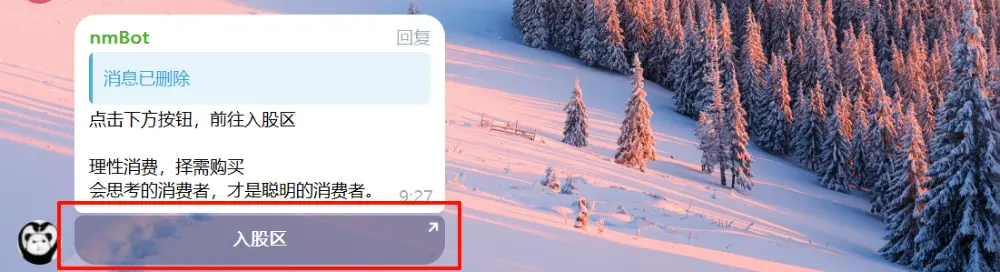 nmBot 回复
消息已删除
点击下方按钮，前往入股区
理性消费，择需购买
会思考的消费者，才是聪明的消费者。 9:27
入股区